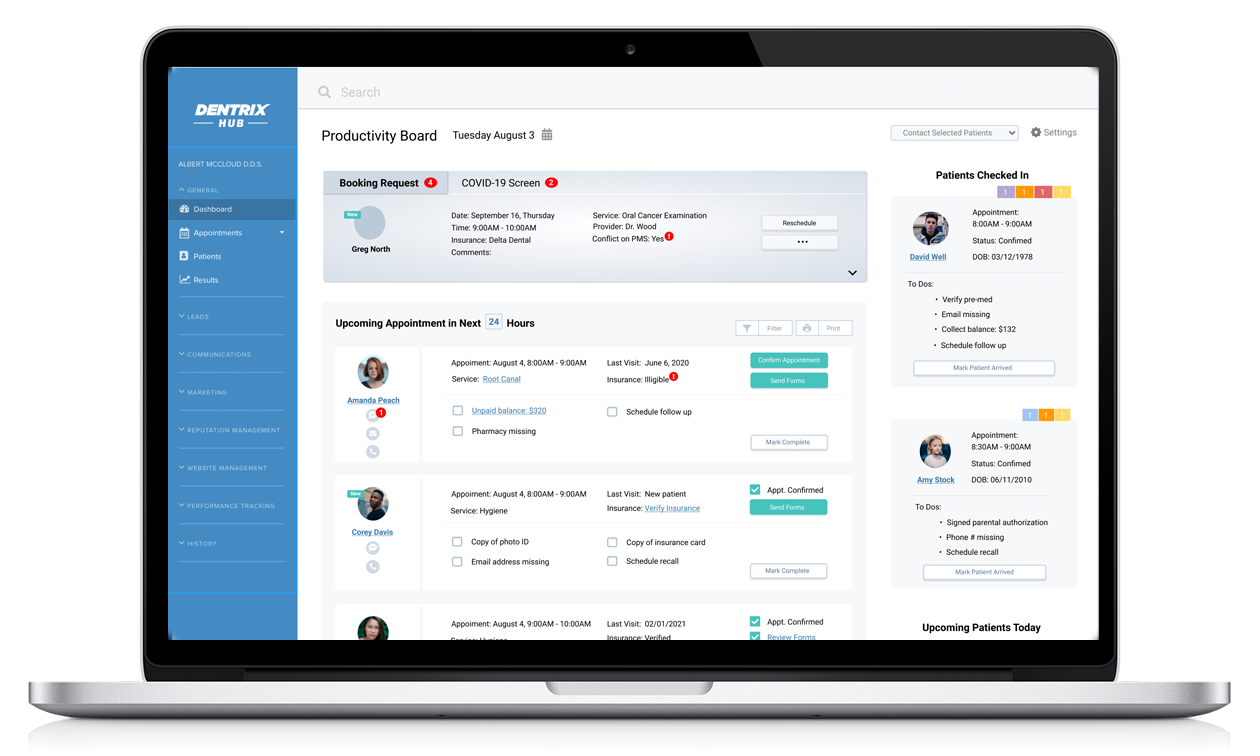 DENTRIX
HUB
ALBERT MCCLOUD D.D.S.
GENERAL
Dashboard
Appointments
Patients
Results
LEADS
COMMUNICATIONS
MARKETING
REPUTATION MANAGEMENT
WEBSITE MANAGEMENT
PERFORMANCE TRACKING
HISTORY
Search
Productivity Board
Tuesday August 3
Contact Selected Patients
Settings
Booking Request 4
COVID-19 Screen 2
New
Greg North
Date: September 16, Thursday
Time: 9:00AM - 10:00AM
Insurance: Delta Dental
Comments:
Service: Oral Cancer Examination
Provider: Dr. Wood
Conflict on PMS: Yes !
Reschedule
•••
Upcoming Appointment in Next 24 Hours
Filter
Print
Amanda Peach
1
Appoiment: August 4, 8:00AM - 9:00AM
Service: Root Canal
Last Visit: June 6, 2020
Insurance: Illigible !
Confirm Appointment
Send Forms
Unpaid balance: $320
Schedule follow up
Pharmacy missing
Mark Complete
New
Corey Davis
Appoiment: August 4, 8:00AM - 9:00AM
Service: Hygiene
Last Visit: New patient
Insurance: Verify Insurance
Appt. Confirmed
Send Forms
Copy of photo ID
Copy of insurance card
Email address missing
Schedule recall
Mark Complete
Appoiment: August 4, 9:00AM - 10:00AM
Service: Hygiene
Last Visit: 02/01/2021
Insurance: Verified
Appt. Confirmed
Review Forms
Patients Checked In
1 1 1 1
David Well
Appointment:
8:00AM - 9:00AM
Status: Confimed
DOB: 03/12/1978
To Dos:
• Verify pre-med
• Email missing
• Collect balance: $132
• Schedule follow up
Mark Patient Arrived
1 1 1
Amy Stock
Appointment:
8:30AM - 9:00AM
Status: Confimed
DOB: 06/11/2010
To Dos:
• Signed parental authorization
• Phone # missing
• Schedule recall
Mark Patient Arrived
Upcoming Patients Today